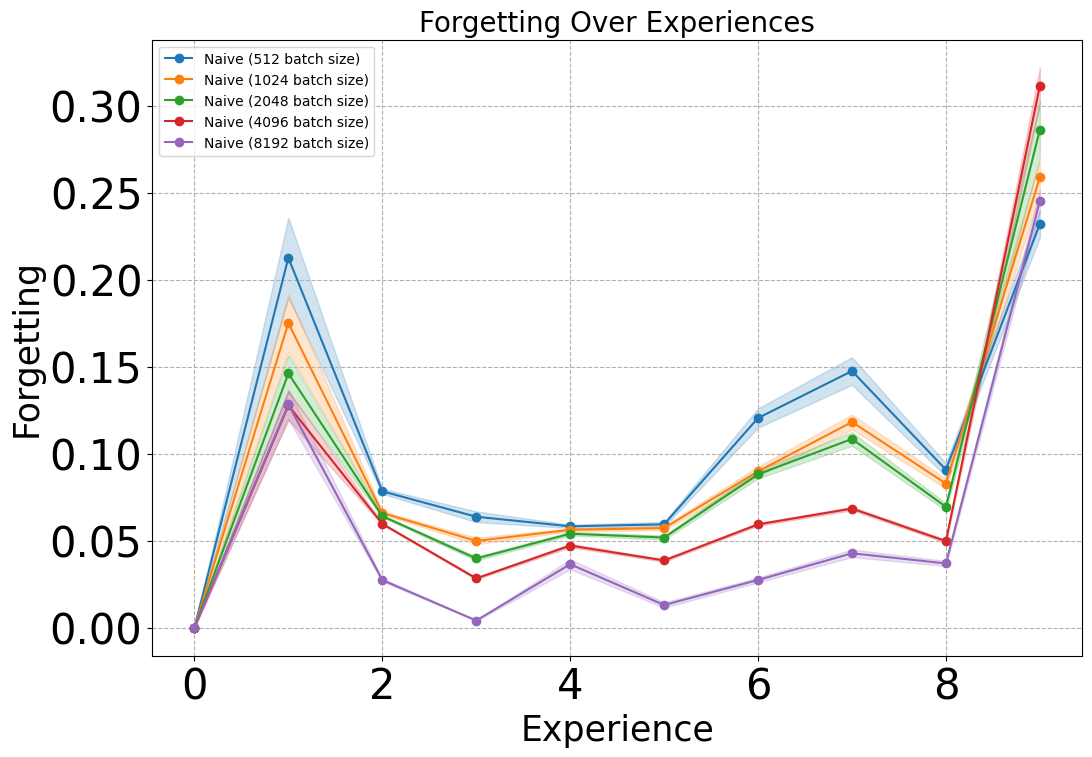 Forgetting Over Experiences
Naive (512 batch size)
Naive (1024 batch size)
Naive (2048 batch size)
Naive (4096 batch size)
Naive (8192 batch size)
Forgetting
0.30
0.25
0.20
0.15
0.10
0.05
0.00
0 2 4 6 8
Experience